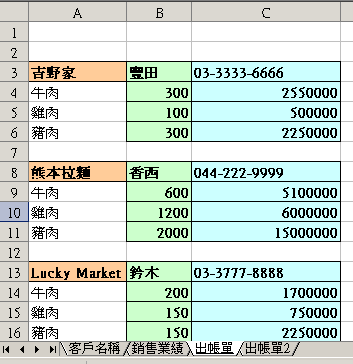 A B C
1
2
3 吉野家 豐田 03-3333-6666
4 牛肉 300 2550000
5 雞肉 100 500000
6 豬肉 300 2250000
7
8 熊本拉麵 香西 044-222-9999
9 牛肉 600 5100000
10 雞肉 1200 6000000
11 豬肉 2000 15000000
12
13 Lucky Market 鈴木 03-3777-8888
14 牛肉 200 1700000
15 雞肉 150 750000
16 豬肉 150 2250000
客戶名稱 銷售業績 出帳單 出帳單2